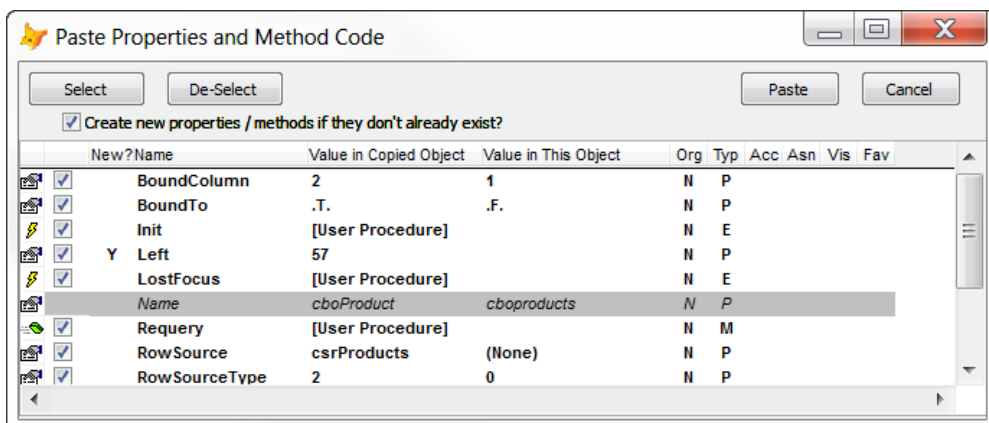 Paste Properties and Method Code
Select De-Select Paste Cancel
Create new properties / methods if they don't already exist?
New? Name Value in Copied Object Value in This Object Org Typ Acc Asn Vis Fav
BoundColumn 2 1 N P
BoundTo .T. .F. N P
Init [User Procedure] N E
Y Left 57 N P
LostFocus [User Procedure] N E
Name cboProduct cboproducts N P
Requery [User Procedure] N M
RowSource csrProducts (None) N P
RowSourceType 2 0 N P